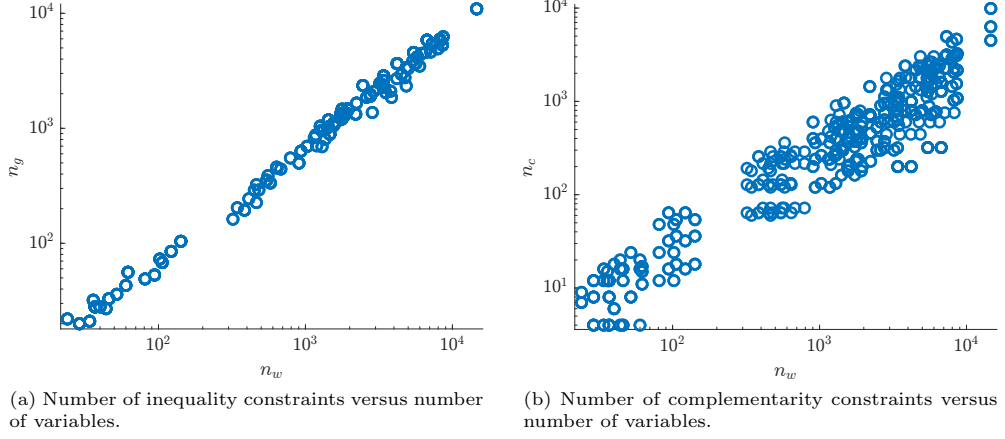 10^4
10^3
10^2
n_g
10^2
10^3
10^4
n_w
(a) Number of inequality constraints versus number
of variables.
10^4
10^3
10^2
10^1
n_c
10^2
10^3
10^4
n_w
(b) Number of complementarity constraints versus
number of variables.